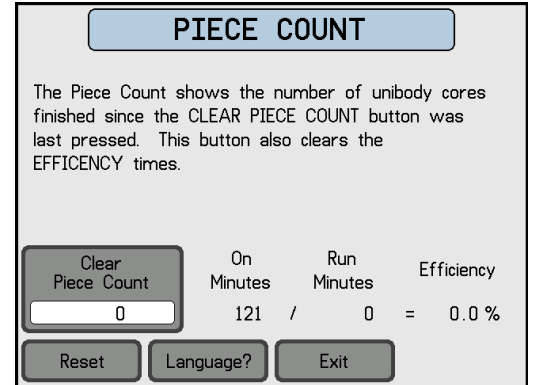 PIECE COUNT
The Piece Count shows the number of unibody cores
finished since the CLEAR PIECE COUNT button was
last pressed. This button also clears the
EFFICENCY times.
Clear
Piece Count
0
On
Minutes
121
/
Run
Minutes
0
=
Efficiency
0.0 %
Reset
Language?
Exit